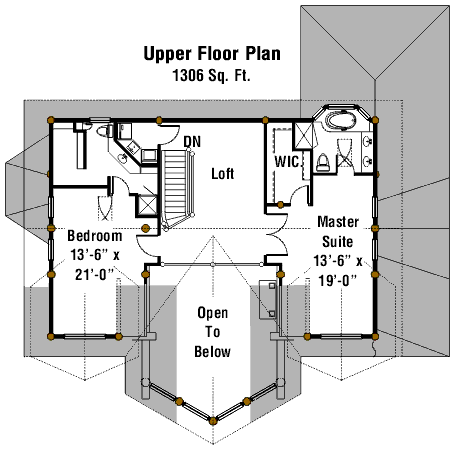 Upper Floor Plan
1306 Sq. Ft.
DN
Loft
WIC
Bedroom
13'-6" x
21'-0"
Master
Suite
13'-6" x
19'-0"
Open
To
Below